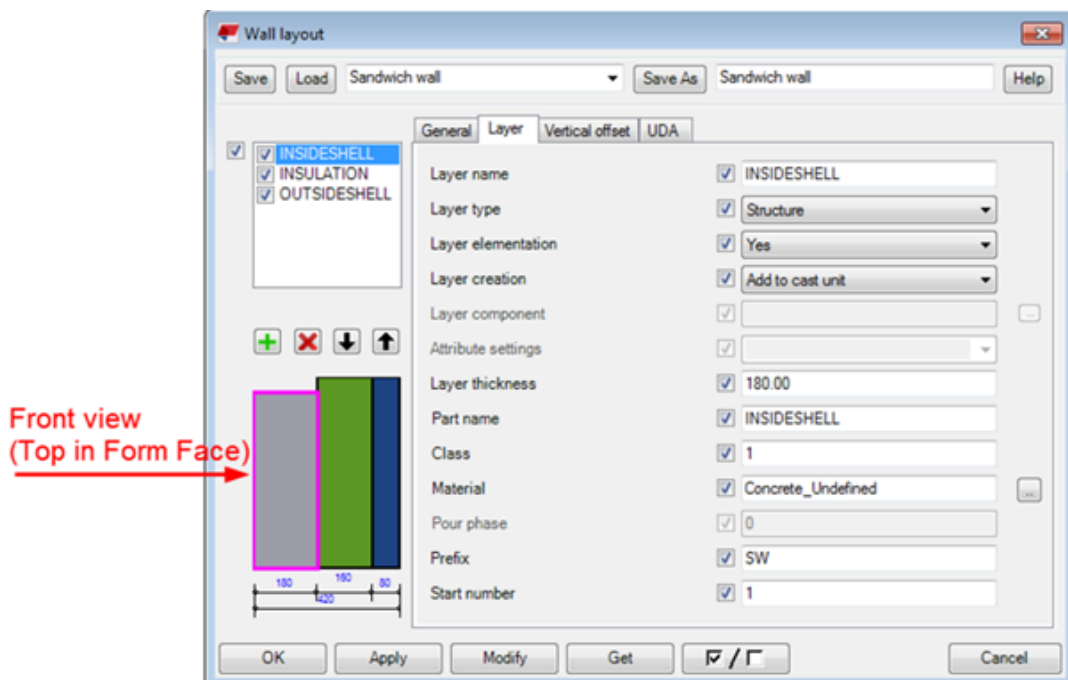 Wall layout
Save Load Sandwich wall Save As Sandwich wall Help
General Layer Vertical offset UDA
INSIDESHELL
INSULATION
OUTSIDESHELL
Layer name INSIDESHELL
Layer type Structure
Layer elementation Yes
Layer creation Add to cast unit
Layer component ...
Attribute settings
Layer thickness 180.00
Part name INSIDESHELL
Class 1
Material Concrete_Undefined ...
Pour phase 0
Prefix SW
Start number 1
Front view
(Top in Form Face)
180 160 80
420
OK Apply Modify Get / Cancel